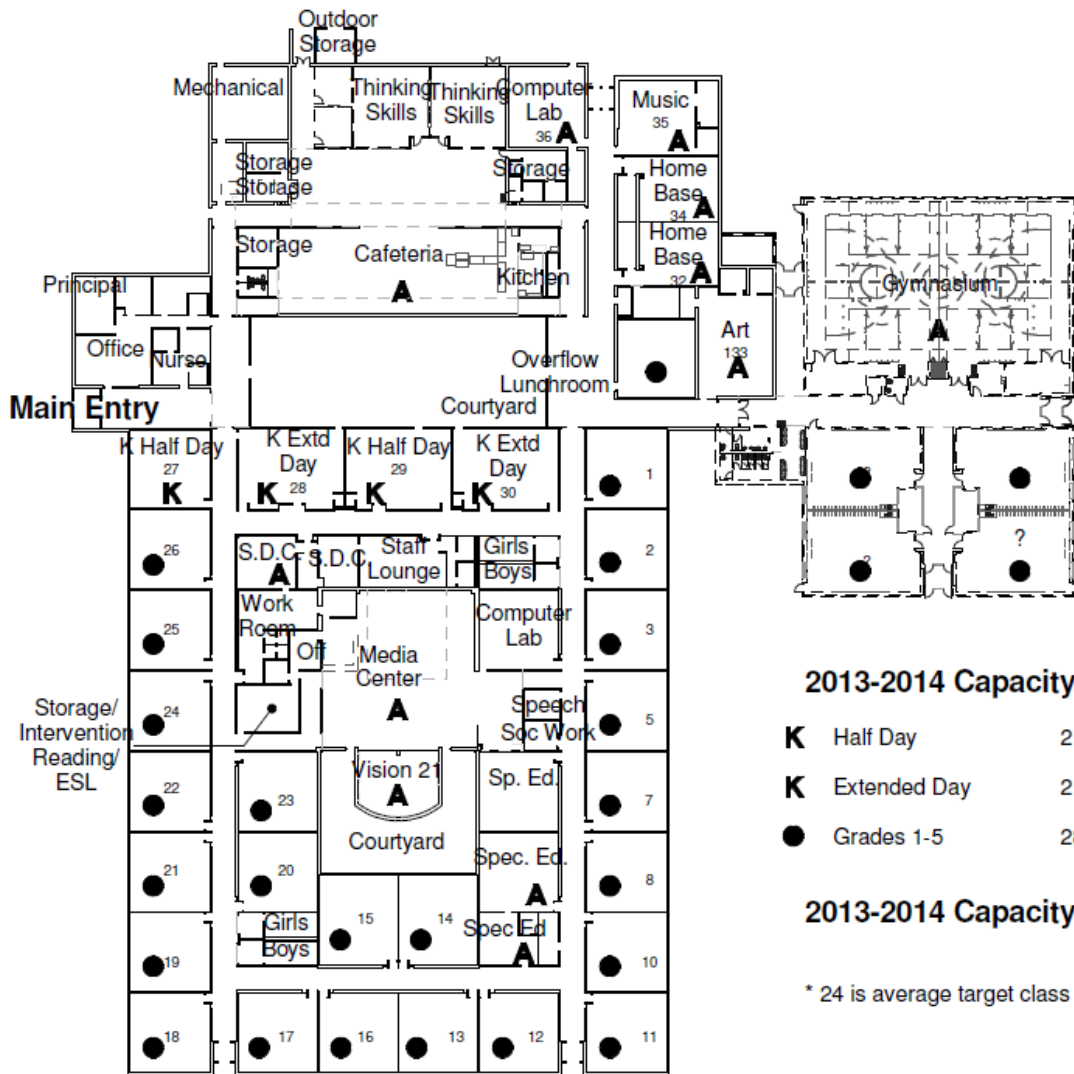 Outdoor
Storage
Mechanical
Thinking
Skills
Thinking
Skills
Computer
Lab
36
A
Music
35
A
Storage
Storage
Storage
Home
Base
34
A
Home
Base
32
A
Storage
Cafeteria
A
Kitchen
Principal
Office
Nurse
Gymnasium
A
Art
133
A
Overflow
Lunchroom
Courtyard
Main Entry
K Half Day
27
K
K Extd
Day
28
K
K Half Day
29
K
K Extd
Day
30
K
1
26
S.D.C.
A
S.D.C.
Staff
Lounge
Girls
Boys
2
?
25
Work
Room
Off
Media
Center
A
Computer
Lab
3
24
Storage/
Intervention
Reading/
ESL
Speech
Soc Work
5
22
23
Vision 21
A
Courtyard
Sp. Ed.
7
21
20
Spec. Ed.
A
8
Girls
Boys
15
14
Spec Ed
A
19
10
18
17
16
13
12
11
2013-2014 Capacity
K Half Day 2
K Extended Day 2
Grades 1-5 28
2013-2014 Capacity
* 24 is average target class